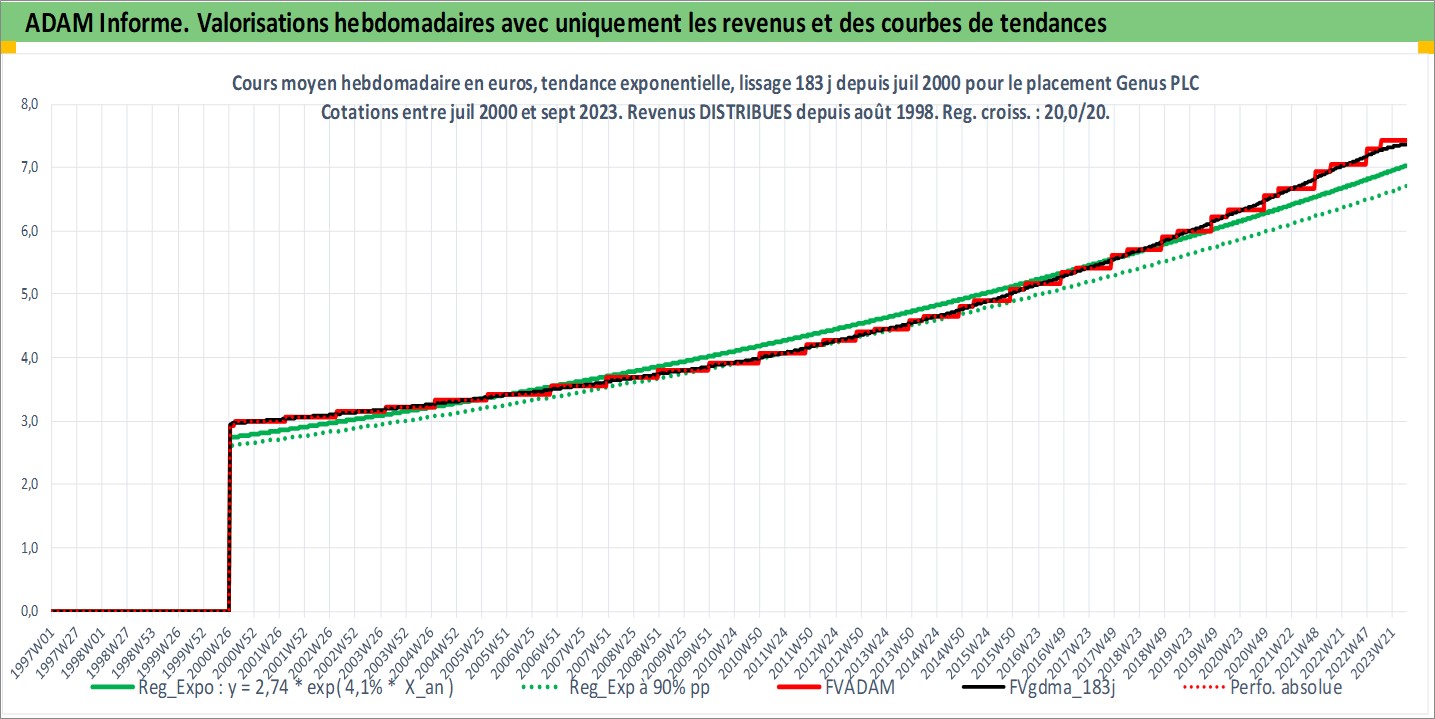 ADAM Informe. Valorisations hebdomadaires avec uniquement les revenus et des courbes de tendances
Cours moyen hebdomadaire en euros, tendance exponentielle, lissage 183 j depuis juil 2000 pour le placement Genus PLC
Cotations entre juil 2000 et sept 2023. Revenus DISTRIBUES depuis août 1998. Reg. croiss. : 20,0/20.
8,0
7,0
6,0
5,0
4,0
3,0
2,0
1,0
0,0
1997W01
1997W27
1998W01
1998W27
1998W53
1999W26
1999W52
2000W26
2000W52
2001W26
2001W52
2002W26
2002W52
2003W26
2003W52
2004W26
2004W52
2005W25
2005W51
2006W25
2006W51
2007W25
2007W51
2008W25
2008W51
2009W25
2009W51
2010W24
2010W50
2011W24
2011W50
2012W24
2012W50
2013W24
2013W50
2014W24
2014W50
2015W24
2015W50
2016W23
2016W49
2017W23
2017W49
2018W23
2018W49
2019W23
2019W49
2020W23
2020W49
2021W22
2021W48
2022W21
2022W47
2023W21
Reg_Expo : y = 2,74 * exp( 4,1% * X_an )
Reg_Exp à 90% pp
FVADAM
FVgdma_183j
Perfo. absolue